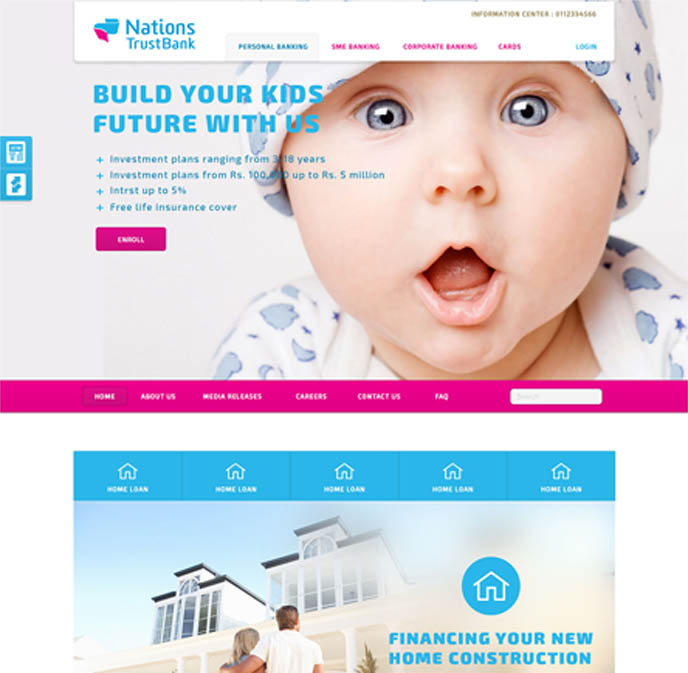 INFORMATION CENTER : 0112334566
Nations
TrustBank
PERSONAL BANKING
SME BANKING
CORPORATE BANKING
CARDS
LOGIN
BUILD YOUR KIDS
FUTURE WITH US
+ Investment plans ranging from 3-18 years
+ Investment plans from Rs. 100,000 up to Rs. 5 million
+ Intrst up to 5%
+ Free life insurance cover
ENROLL
HOME
ABOUT US
MEDIA RELEASES
CAREERS
CONTACT US
FAQ
Search
HOME LOAN
HOME LOAN
HOME LOAN
HOME LOAN
HOME LOAN
FINANCING YOUR NEW
HOME CONSTRUCTION